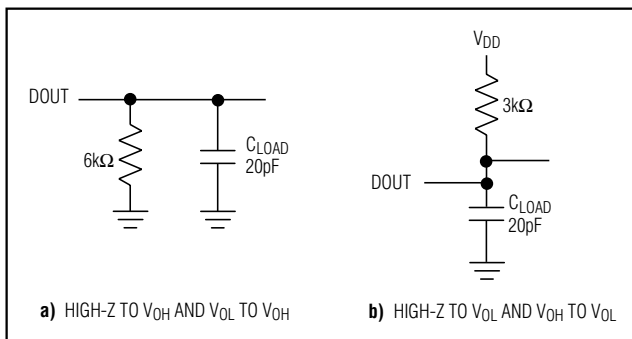 DOUT
6kΩ
CLOAD
20pF
a) HIGH-Z TO VOH AND VOL TO VOH
VDD
3kΩ
DOUT
CLOAD
20pF
b) HIGH-Z TO VOL AND VOH TO VOL